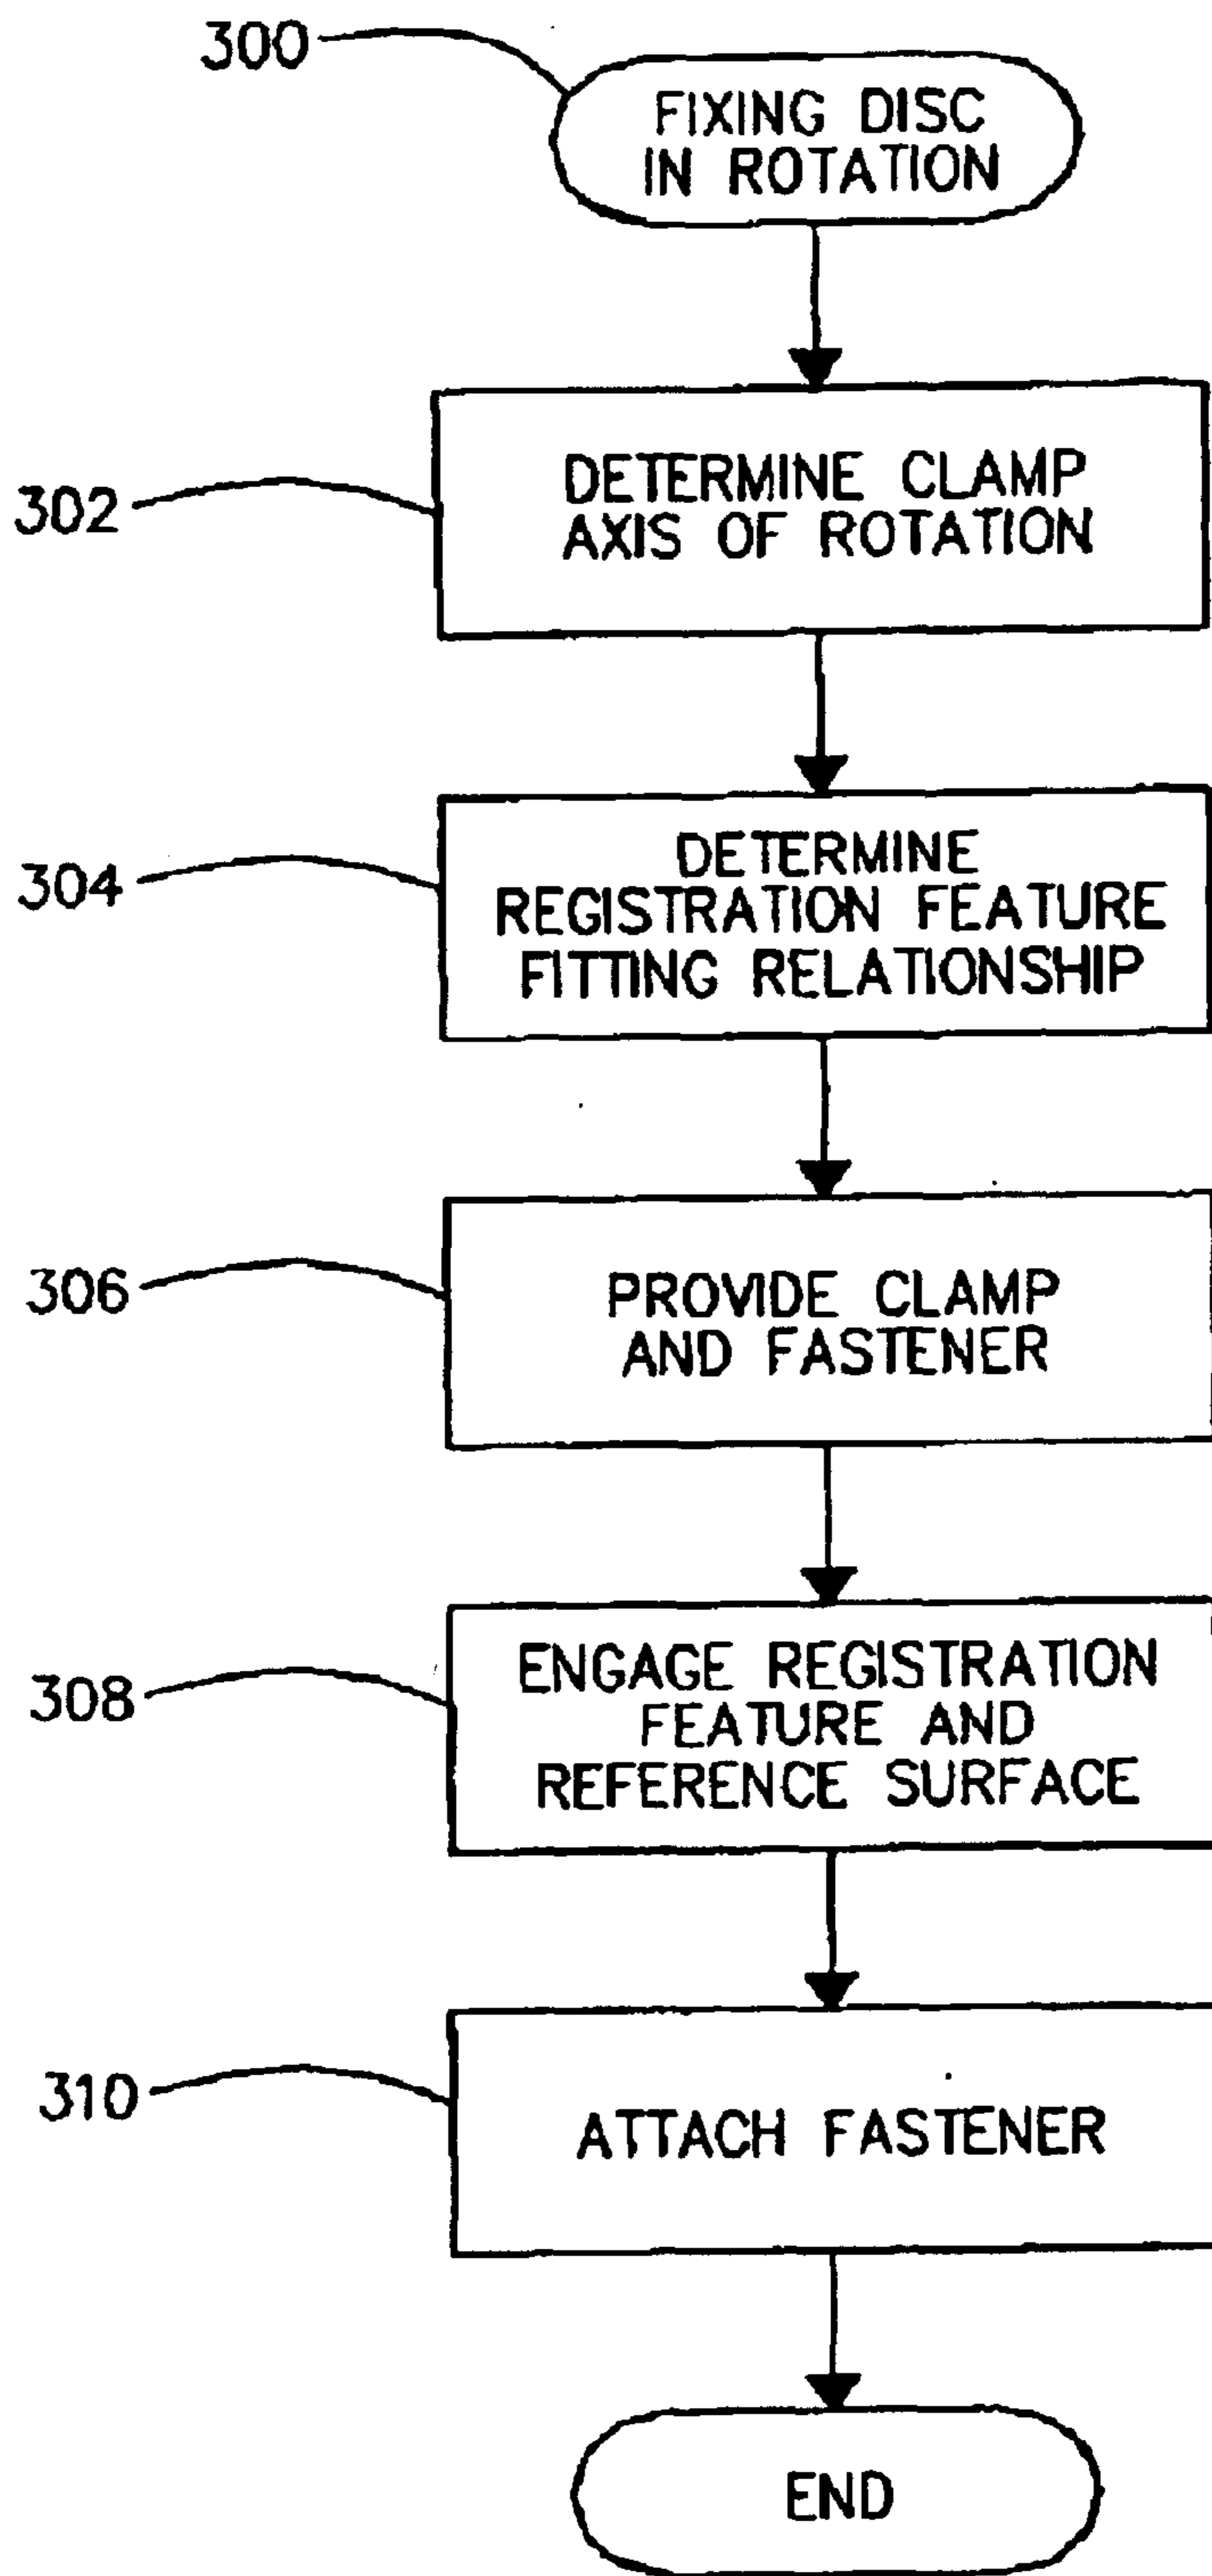 300
FIXING DISC
IN ROTATION
302
DETERMINE CLAMP
AXIS OF ROTATION
304
DETERMINE
REGISTRATION FEATURE
FITTING RELATIONSHIP
306
PROVIDE CLAMP
AND FASTENER
308
ENGAGE REGISTRATION
FEATURE AND
REFERENCE SURFACE
310
ATTACH FASTENER
END